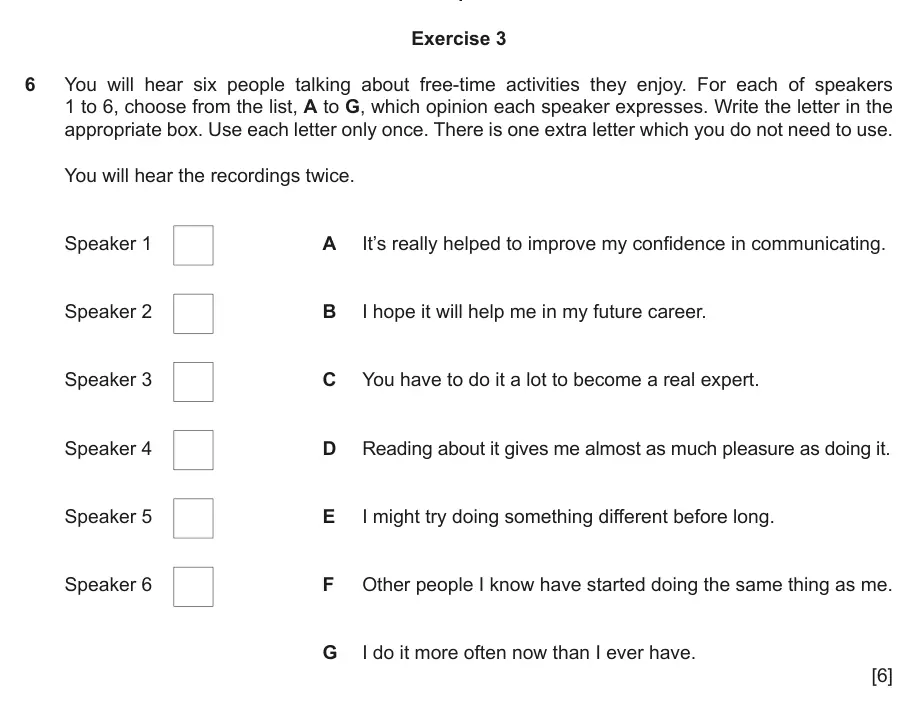 Exercise 3
6 You will hear six people talking about free-time activities they enjoy. For each of speakers
1 to 6, choose from the list, A to G, which opinion each speaker expresses. Write the letter in the
appropriate box. Use each letter only once. There is one extra letter which you do not need to use.
You will hear the recordings twice.
Speaker 1 A It’s really helped to improve my confidence in communicating.
Speaker 2 B I hope it will help me in my future career.
Speaker 3 C You have to do it a lot to become a real expert.
Speaker 4 D Reading about it gives me almost as much pleasure as doing it.
Speaker 5 E I might try doing something different before long.
Speaker 6 F Other people I know have started doing the same thing as me.
G I do it more often now than I ever have.
[6]